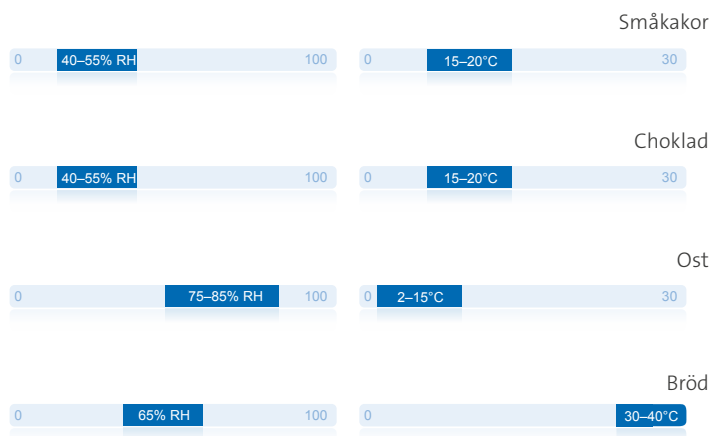 Småkakor
0 40–55% RH 100 0 15–20°C 30
Choklad
0 40–55% RH 100 0 15–20°C 30
Ost
0 75–85% RH 100 0 2–15°C 30
Bröd
0 65% RH 100 0 30–40°C